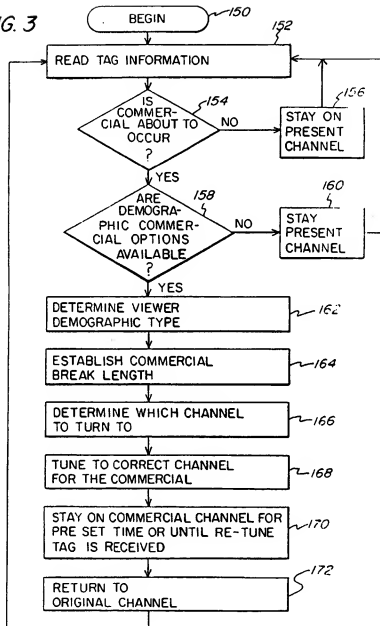 FIG. 3
BEGIN
150
152
READ TAG INFORMATION
IS
COMMER-
CIAL
ABOUT TO
OCCUR
?
154
NO
156
STAY ON
PRESENT
CHANNEL
YES
ARE
DEMOGRA-
PHIC COMMER-
CIAL OPTIONS
AVAILABLE
?
158
NO
160
STAY
PRESENT
CHANNEL
YES
DETERMINE VIEWER
DEMOGRAPHIC TYPE
162
ESTABLISH COMMERCIAL
BREAK LENGTH
164
DETERMINE WHICH CHANNEL
TO TURN TO
166
TUNE TO CORRECT CHANNEL
FOR THE COMMERCIAL
168
STAY ON COMMERCIAL CHANNEL FOR
PRE SET TIME OR UNTIL RE-TUNE
TAG IS RECEIVED
170
172
RETURN TO
ORIGINAL CHANNEL